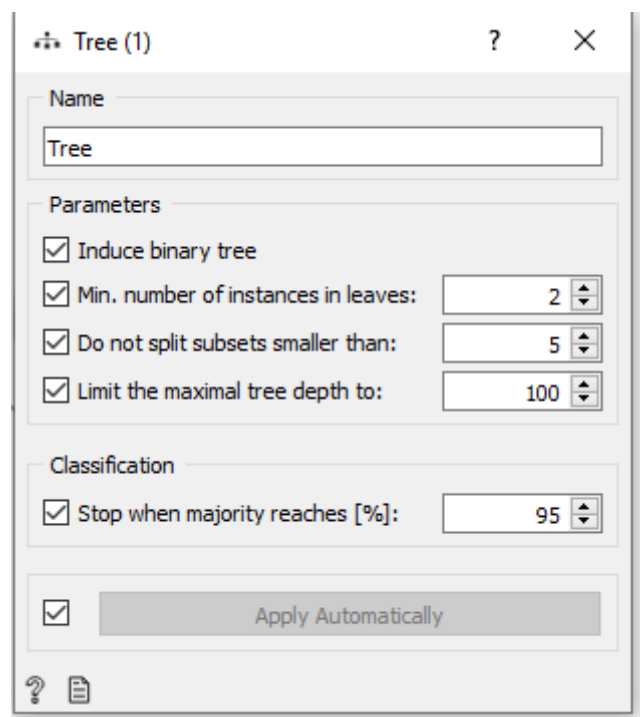 Tree (1) ? ×
Name
Tree
Parameters
Induce binary tree
Min. number of instances in leaves: 2
Do not split subsets smaller than: 5
Limit the maximal tree depth to: 100
Classification
Stop when majority reaches [%]: 95
Apply Automatically
?